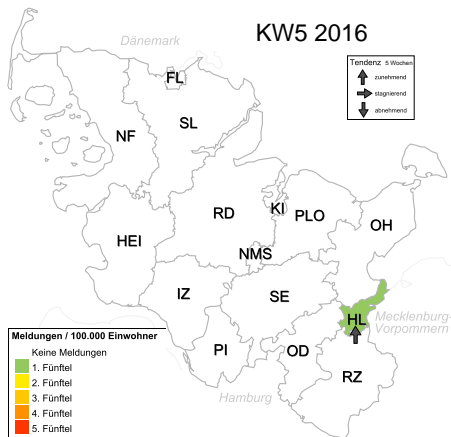 KW5 2016
Dänemark
Tendenz 5 Wochen
zunehmend
stagnierend
abnehmend
FL
SL
NF
RD
KI
PLO
OH
HEI
NMS
IZ
SE
HL
Mecklenburg-
Vorpommern
PI
OD
RZ
Hamburg
Meldungen / 100.000 Einwohner
Keine Meldungen
1. Fünftel
2. Fünftel
3. Fünftel
4. Fünftel
5. Fünftel